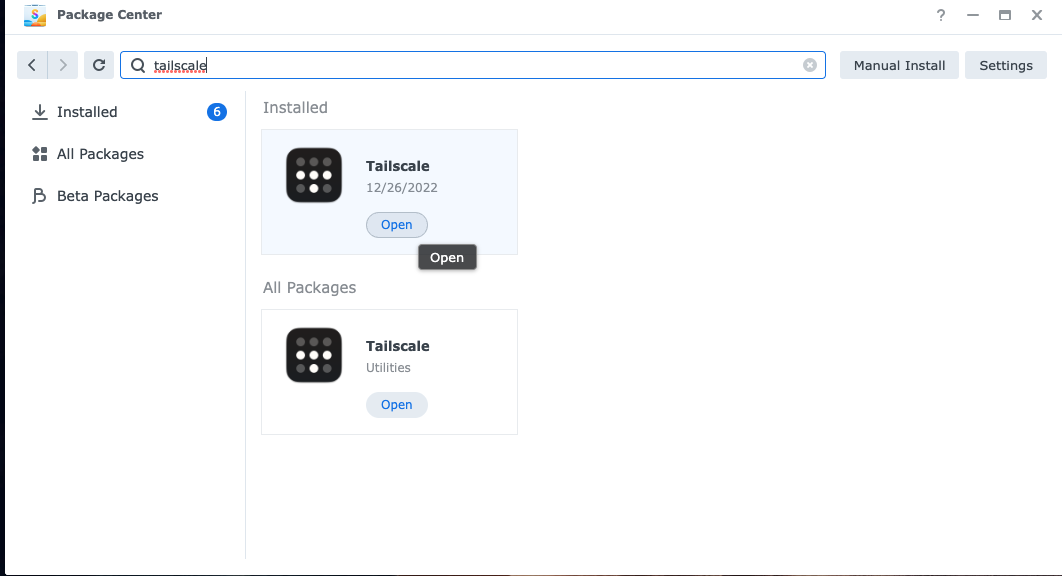 Package Center
tailscale
Manual Install
Settings
Installed
6
All Packages
Beta Packages
Installed
Tailscale
12/26/2022
Open
Open
All Packages
Tailscale
Utilities
Open